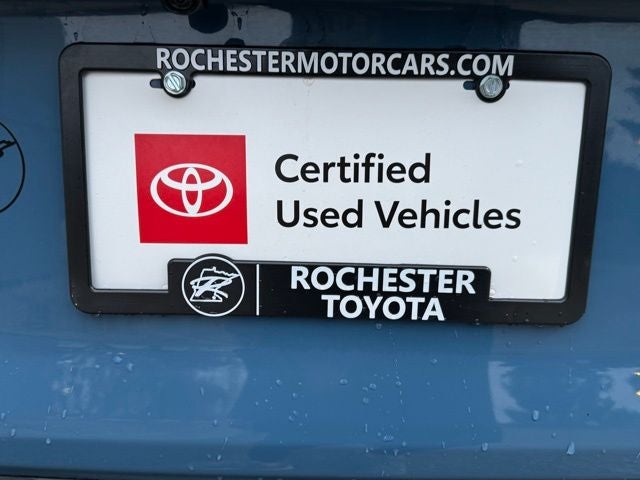 ROCHESTERMOTORCARS.COM
Certified
Used Vehicles
ROCHESTER
TOYOTA